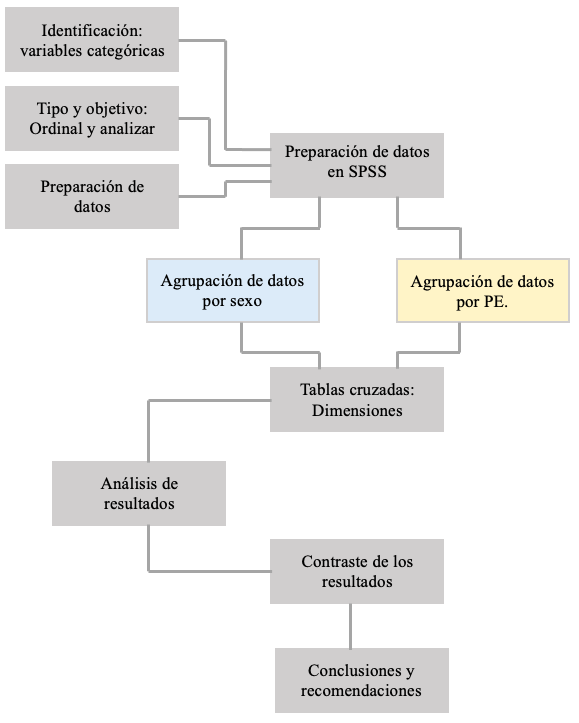 Identificación:
variables categóricas
Tipo y objetivo:
Ordinal y analizar
Preparación de
datos
Preparación de datos
en SPSS
Agrupación de datos
por sexo
Agrupación de datos
por PE.
Tablas cruzadas:
Dimensiones
Análisis de
resultados
Contraste de los
resultados
Conclusiones y
recomendaciones